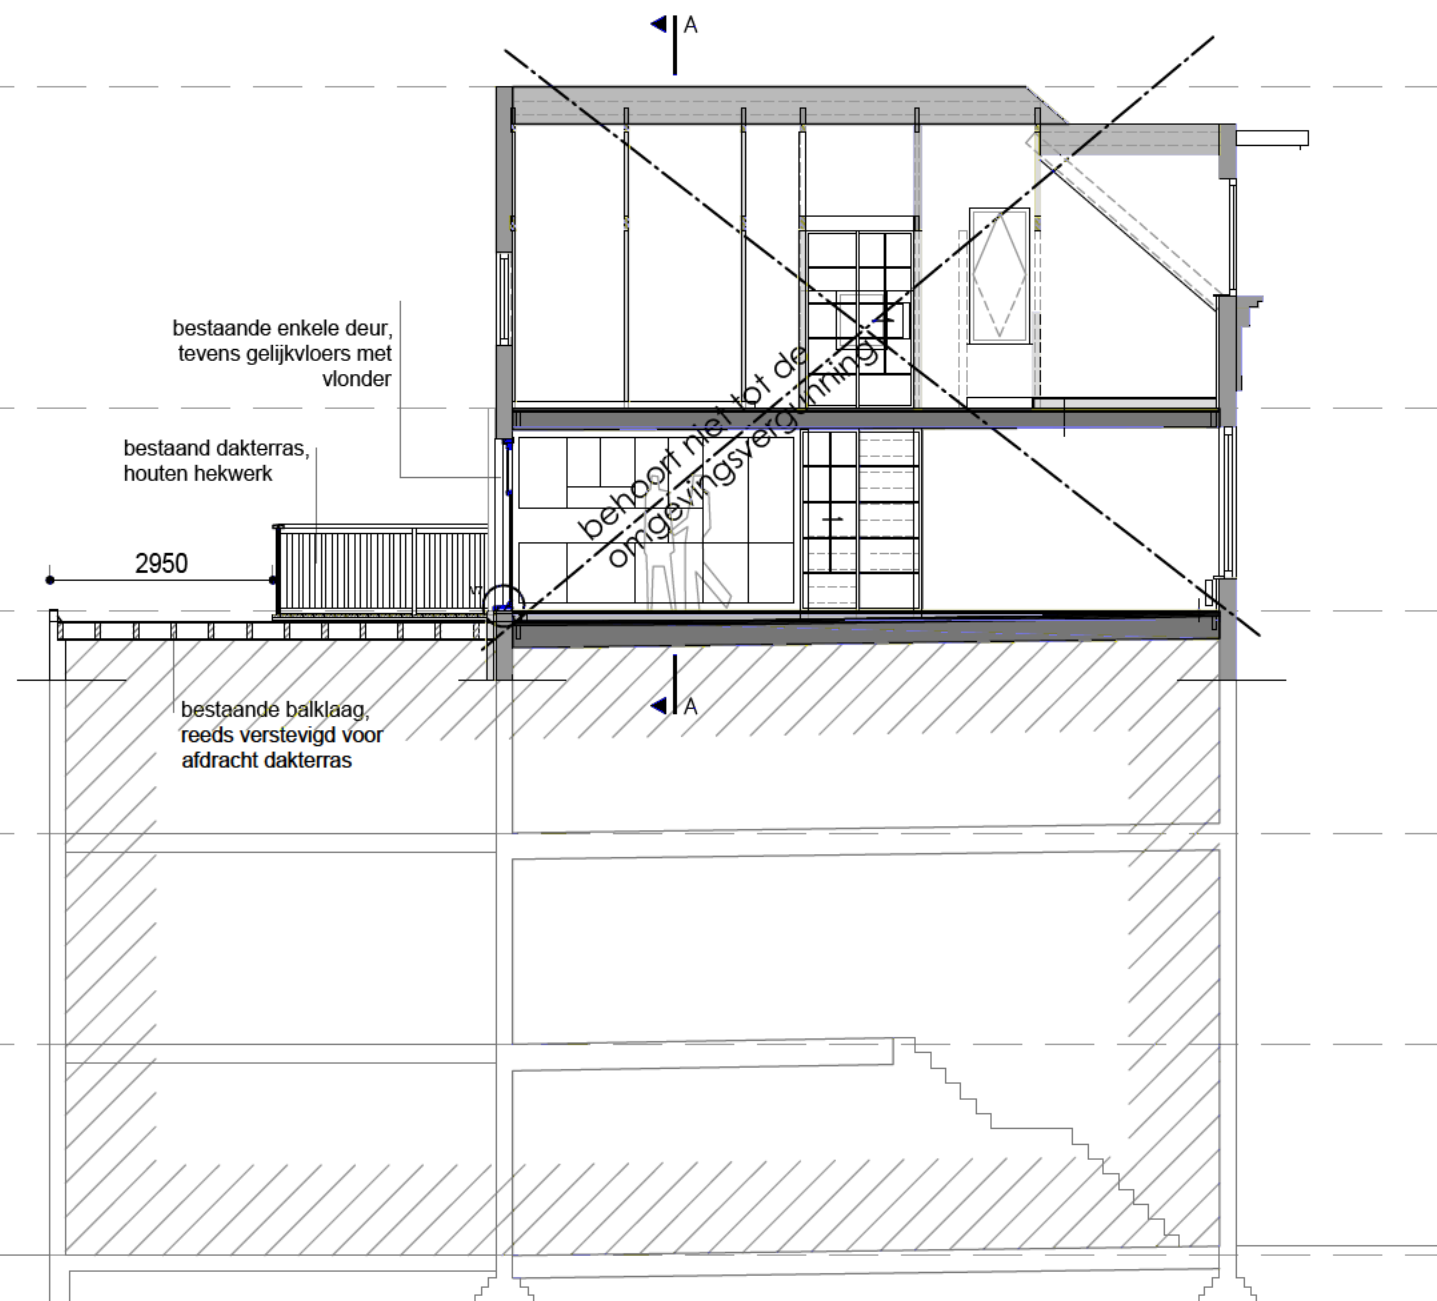 A
bestaande enkele deur,
tevens gelijkvloers met
vlonder
bestaand dakterras,
houten hekwerk
behoort niet tot de
omgevingsvergunning
2950
A
bestaande balklaag,
reeds verstevigd voor
afdracht dakterras